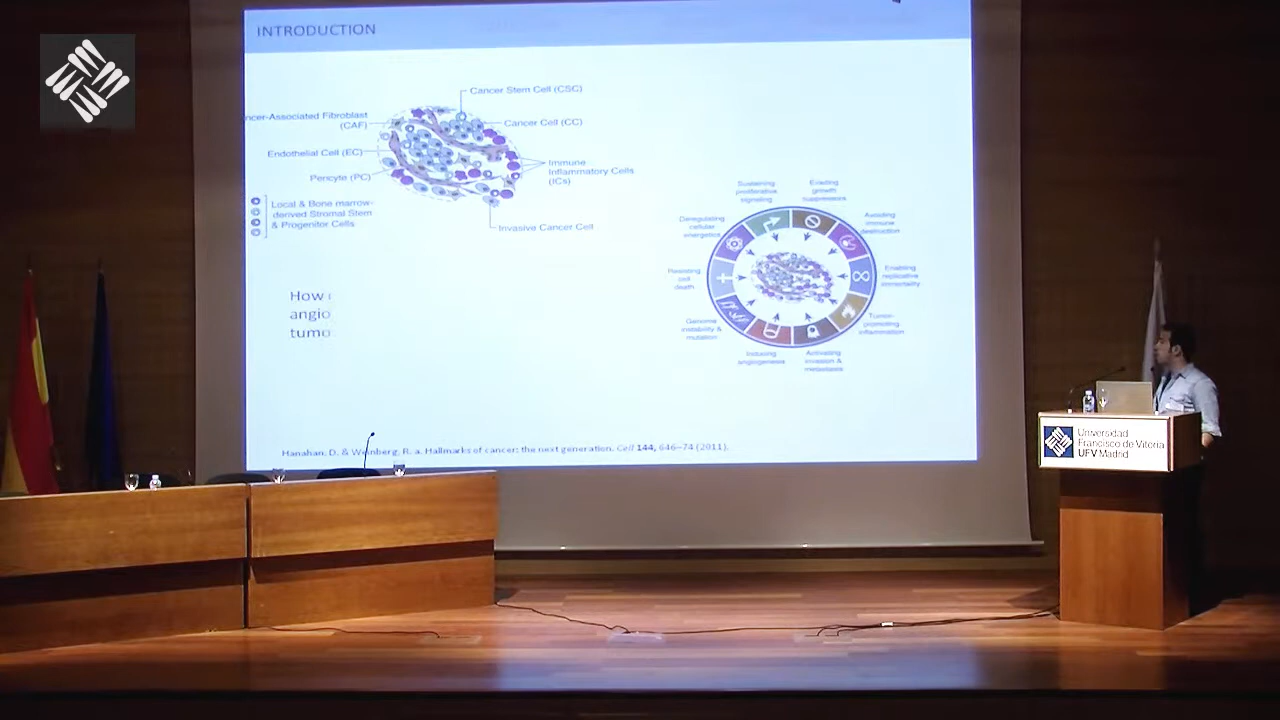 INTRODUCTION
Cancer Stem Cell (CSC)
ncer-Associated Fibroblast
(CAF)
Cancer Cell (CC)
Endothelial Cell (EC)
Immune
Inflammatory Cells
(ICs)
Pericyte (PC)
Local & Bone marrow-
derived Stromal Stem
& Progenitor Cells
Invasive Cancer Cell
Sustaining
proliferative
signaling
Evading
growth
suppressors
Deregulating
cellular
energetics
Avoiding
immune
destruction
Resisting
cell
death
Enabling
replicative
immortality
Genome
instability &
mutation
Tumor-
promoting
inflammation
Inducing
angiogenesis
Activating
invasion &
metastasis
How
angio
tumo
Hanahan, D. & Weinberg, R. a. Hallmarks of cancer: the next generation. Cell 144, 646–74 (2011).
Universidad
Francisco de Vitoria
UFV Madrid